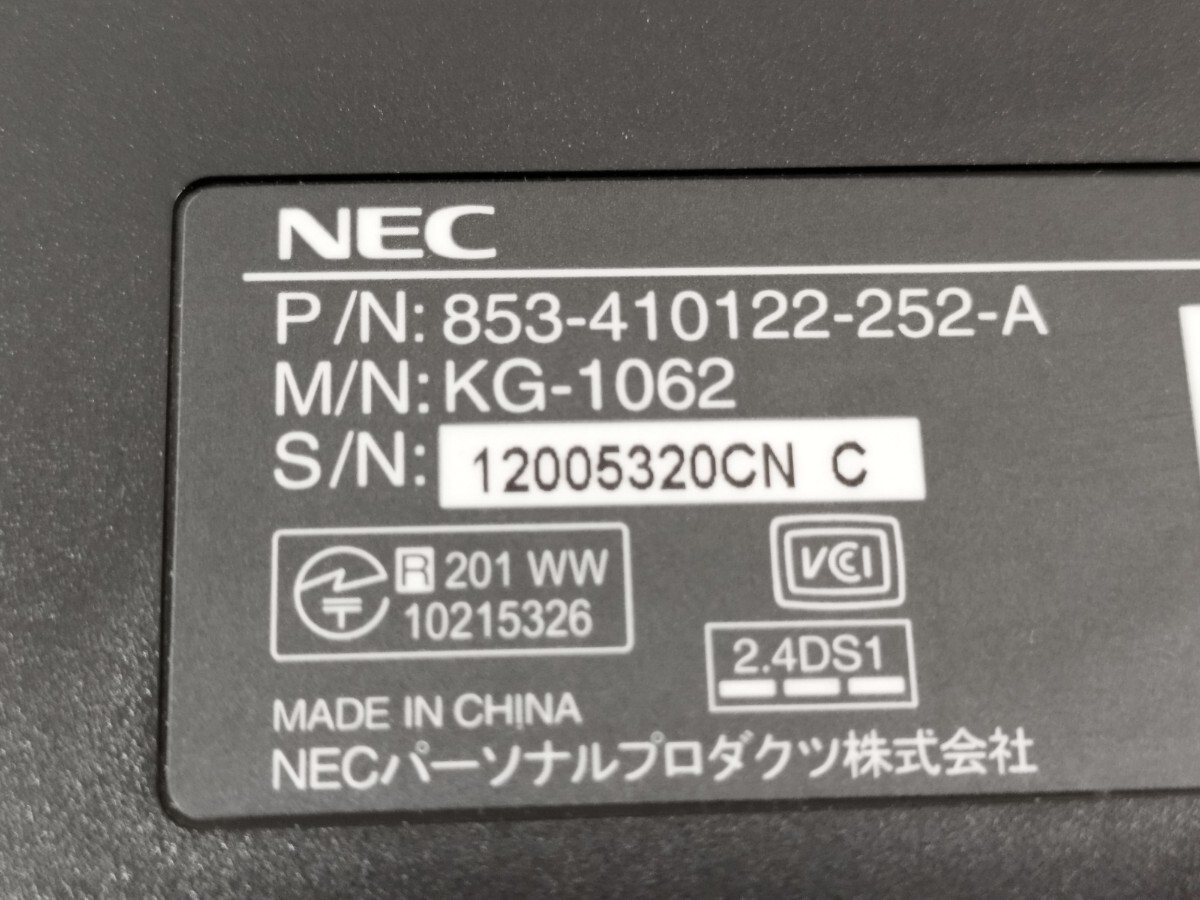 NEC
P/N: 853-410122-252-A
M/N: KG-1062
S/N: 12005320CN C
R 201 WW
10215326
VCCI
2.4DS1
MADE IN CHINA
NECパーソナルプロダクツ株式会社